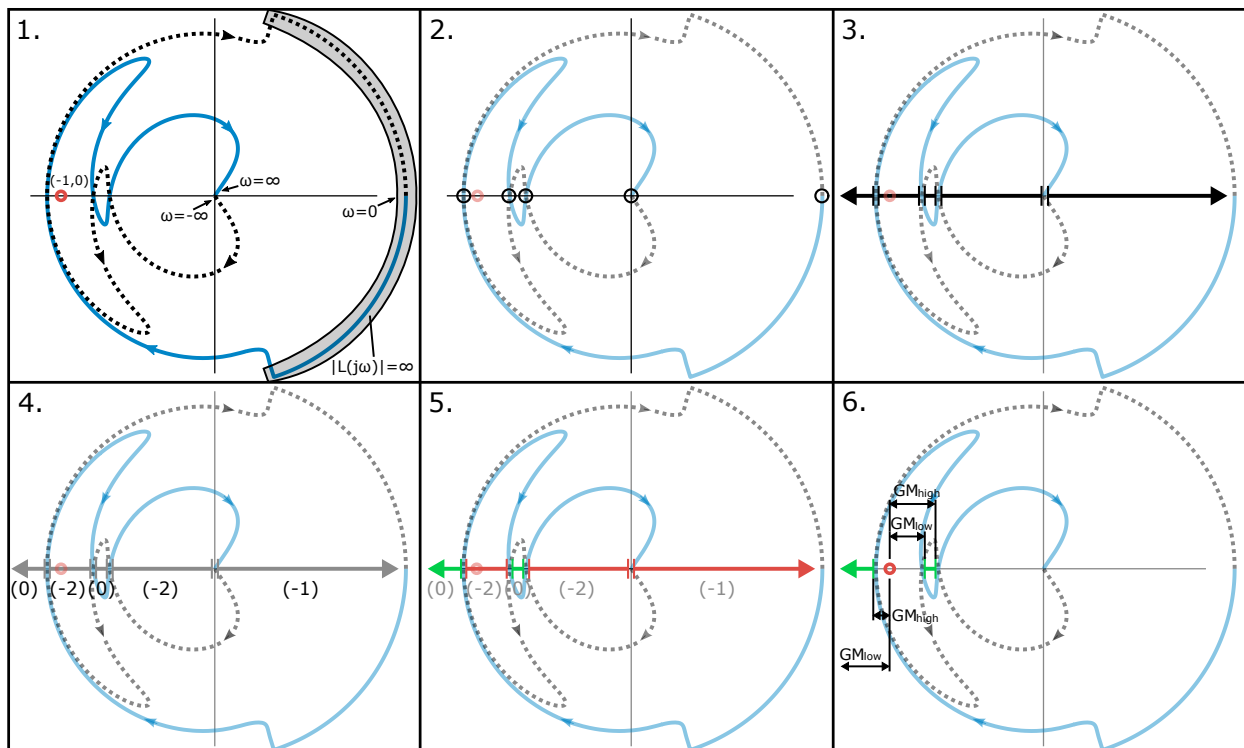 1.
(-1,0)
ω=∞
ω=-∞
ω=0
|L(jω)|=∞
2.
3.
4.
(0) (-2) (0) (-2) (-1)
5.
(0) (-2) (0) (-2) (-1)
6.
GMhigh
GMlow
GMhigh
GMlow